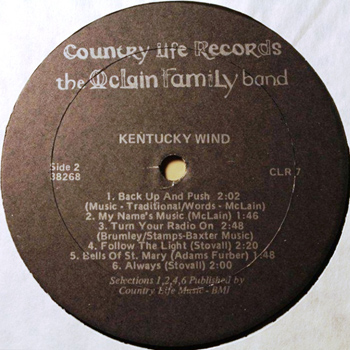 Country Life Records
the McLain Family band
KENTUCKY WIND
Side 2
38268
CLR 7
1. Back Up And Push 2:02
(Music - Traditional/Words - McLain)
2. My Name's Music (McLain) 1:46
3. Turn Your Radio On 2:48
(Brumley/Stamps-Baxter Music)
4. Follow The Light (Stovall) 2:20
5. Bells Of St. Mary (Adams Furber) 1:48
6. Always (Stovall) 2:00
Selections 1,2,4,6 Published by
Country Life Music - BMI